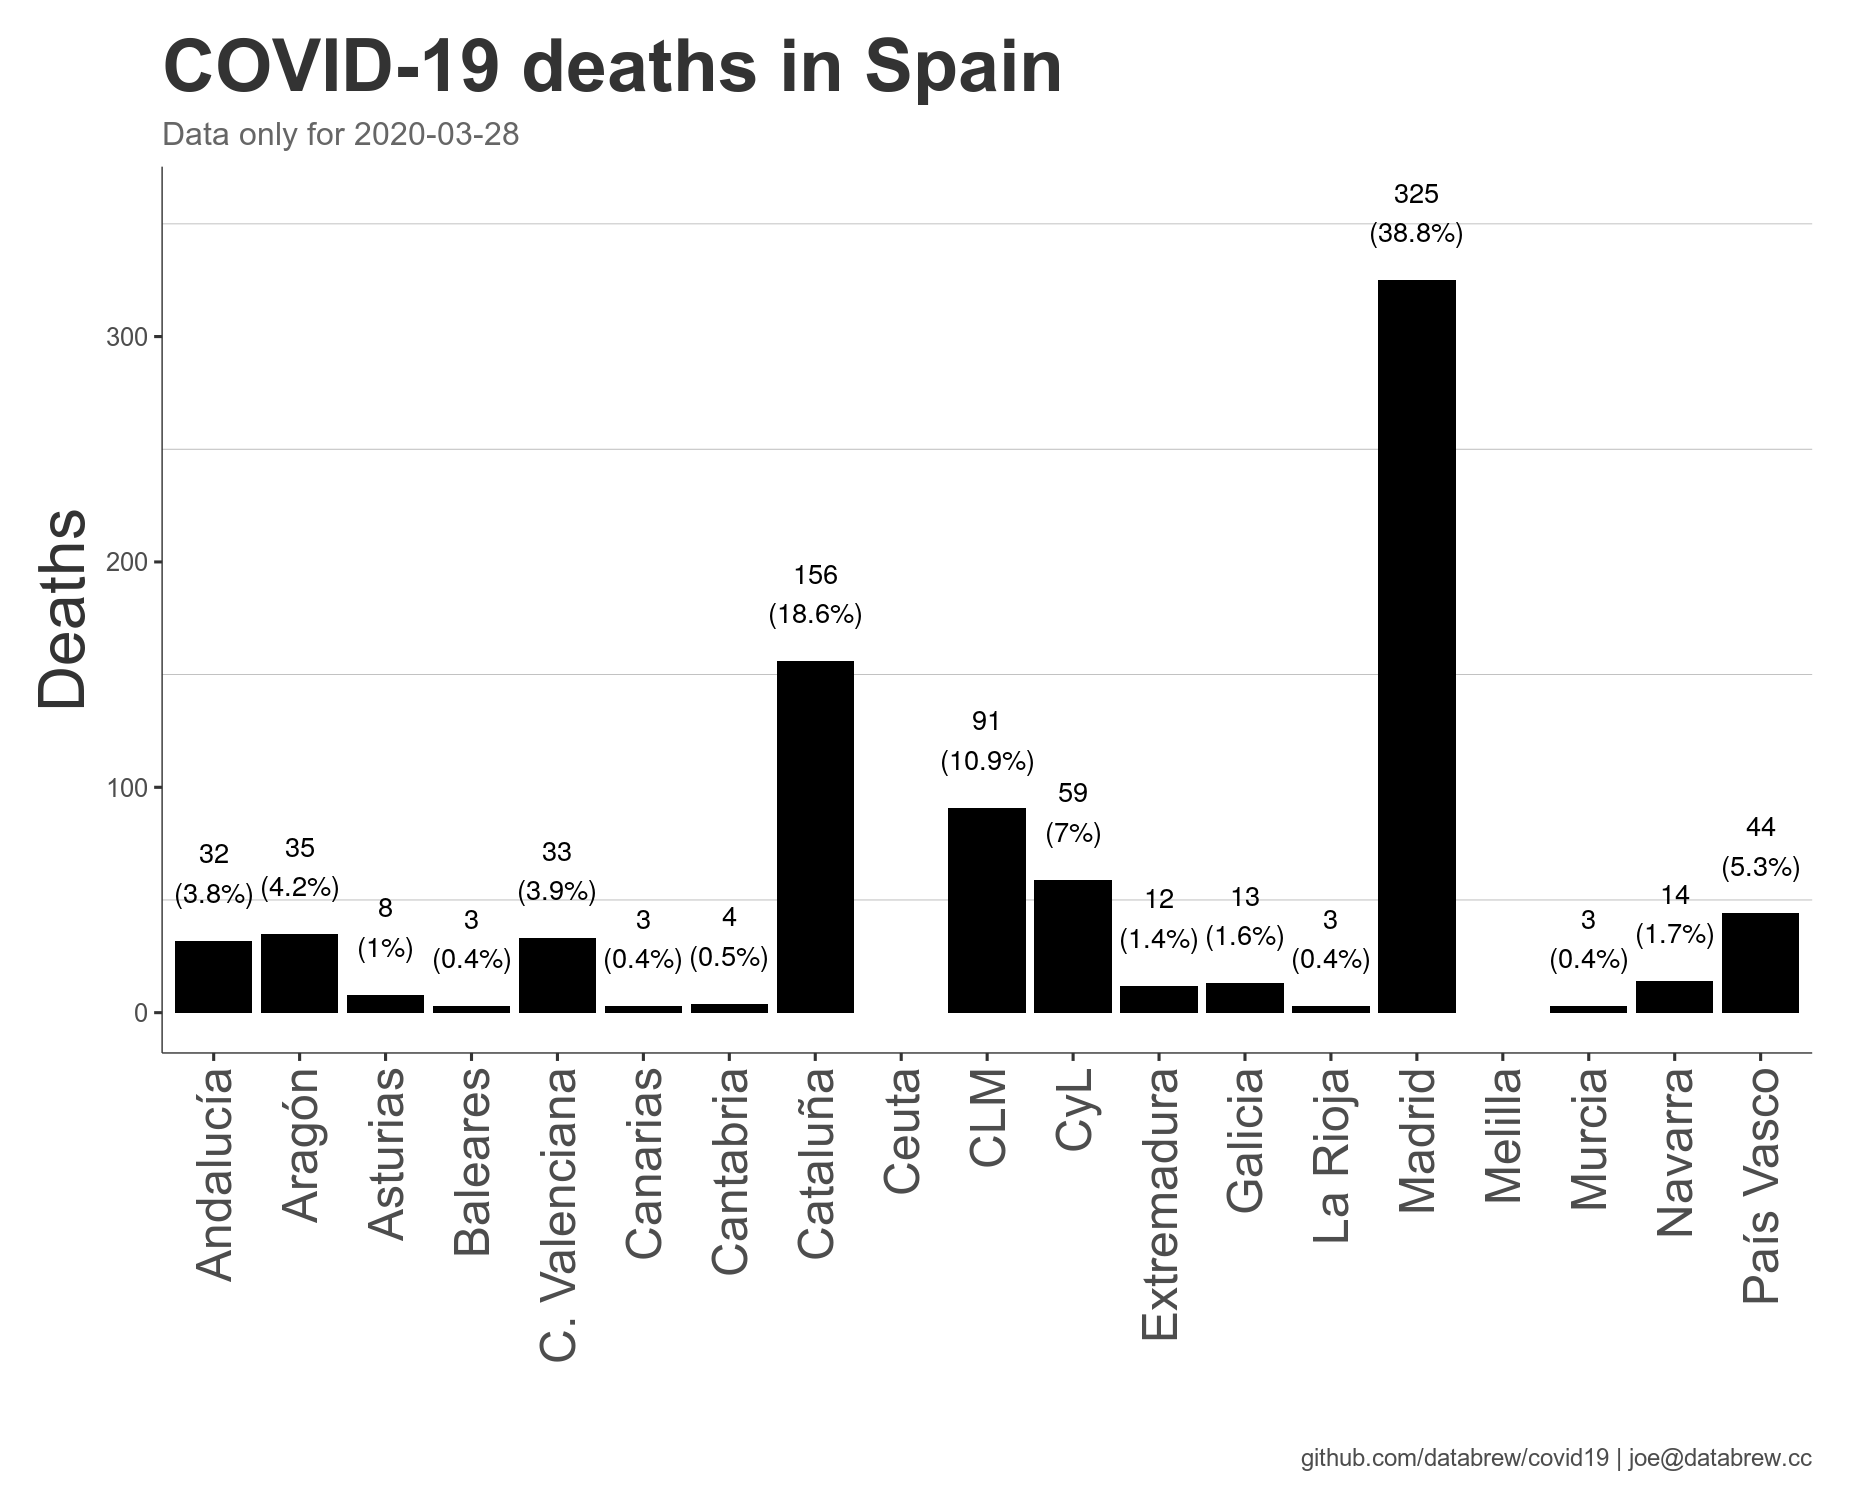 COVID-19 deaths in Spain
Data only for 2020-03-28
Deaths
300
200
100
0
32
(3.8%)
35
(4.2%)
8
(1%)
3
(0.4%)
33
(3.9%)
3
(0.4%)
4
(0.5%)
156
(18.6%)
91
(10.9%)
59
(7%)
12
(1.4%)
13
(1.6%)
3
(0.4%)
325
(38.8%)
3
(0.4%)
14
(1.7%)
44
(5.3%)
Andalucía
Aragón
Asturias
Baleares
C. Valenciana
Canarias
Cantabria
Cataluña
Ceuta
CLM
CyL
Extremadura
Galicia
La Rioja
Madrid
Melilla
Murcia
Navarra
País Vasco
github.com/databrew/covid19 | joe@databrew.cc